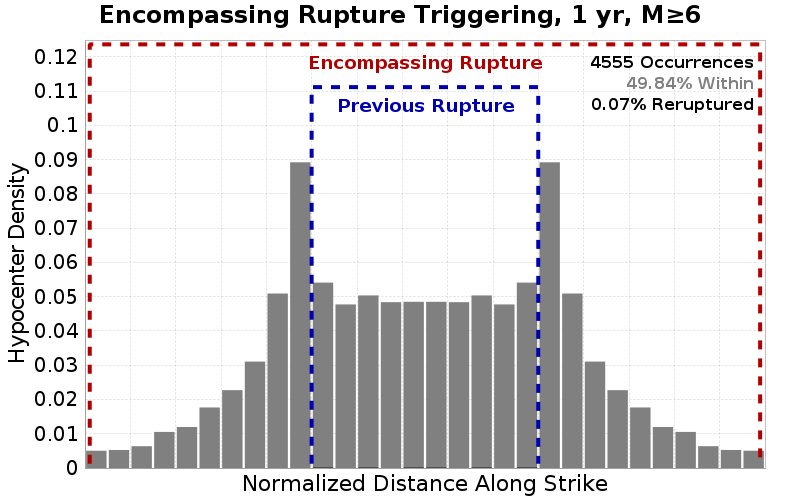 Encompassing Rupture Triggering, 1 yr, M≥6
Encompassing Rupture
4555 Occurrences
49.84% Within
0.07% Reruptured
Previous Rupture
Hypocenter Density
0.12
0.11
0.1
0.09
0.08
0.07
0.06
0.05
0.04
0.03
0.02
0.01
0
Normalized Distance Along Strike